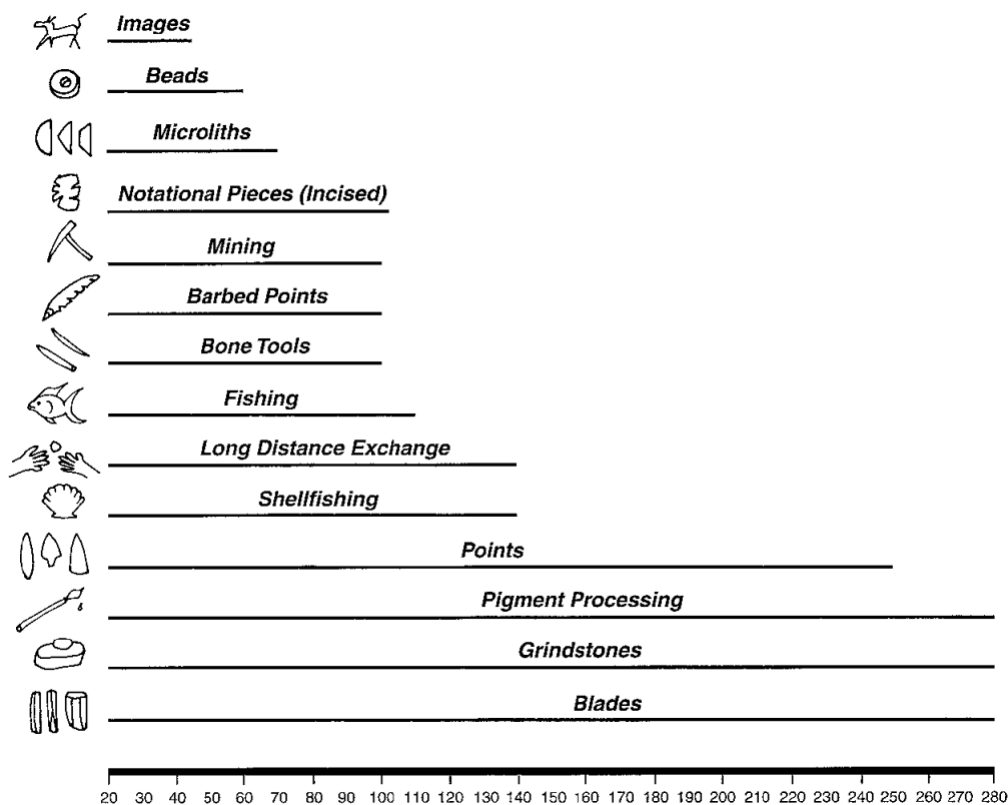 Images
Beads
Microliths
Notational Pieces (Incised)
Mining
Barbed Points
Bone Tools
Fishing
Long Distance Exchange
Shellfishing
Points
Pigment Processing
Grindstones
Blades
20 30 40 50 60 70 80 90 100 110 120 130 140 150 160 170 180 190 200 210 220 230 240 250 260 270 280